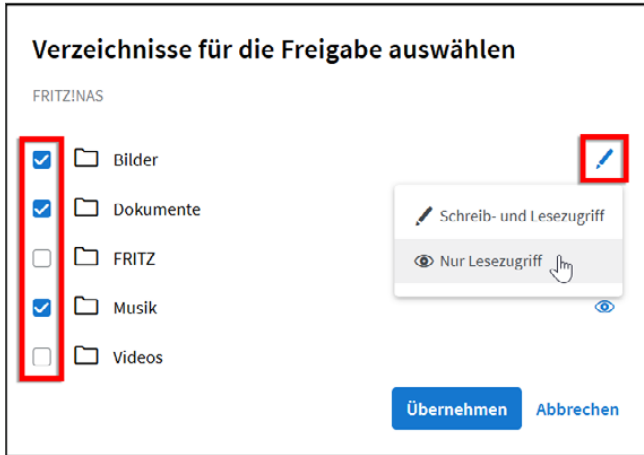 Verzeichnisse für die Freigabe auswählen
FRITZ!NAS
Bilder
Dokumente
Schreib- und Lesezugriff
FRITZ
Nur Lesezugriff
Musik
Videos
Übernehmen Abbrechen